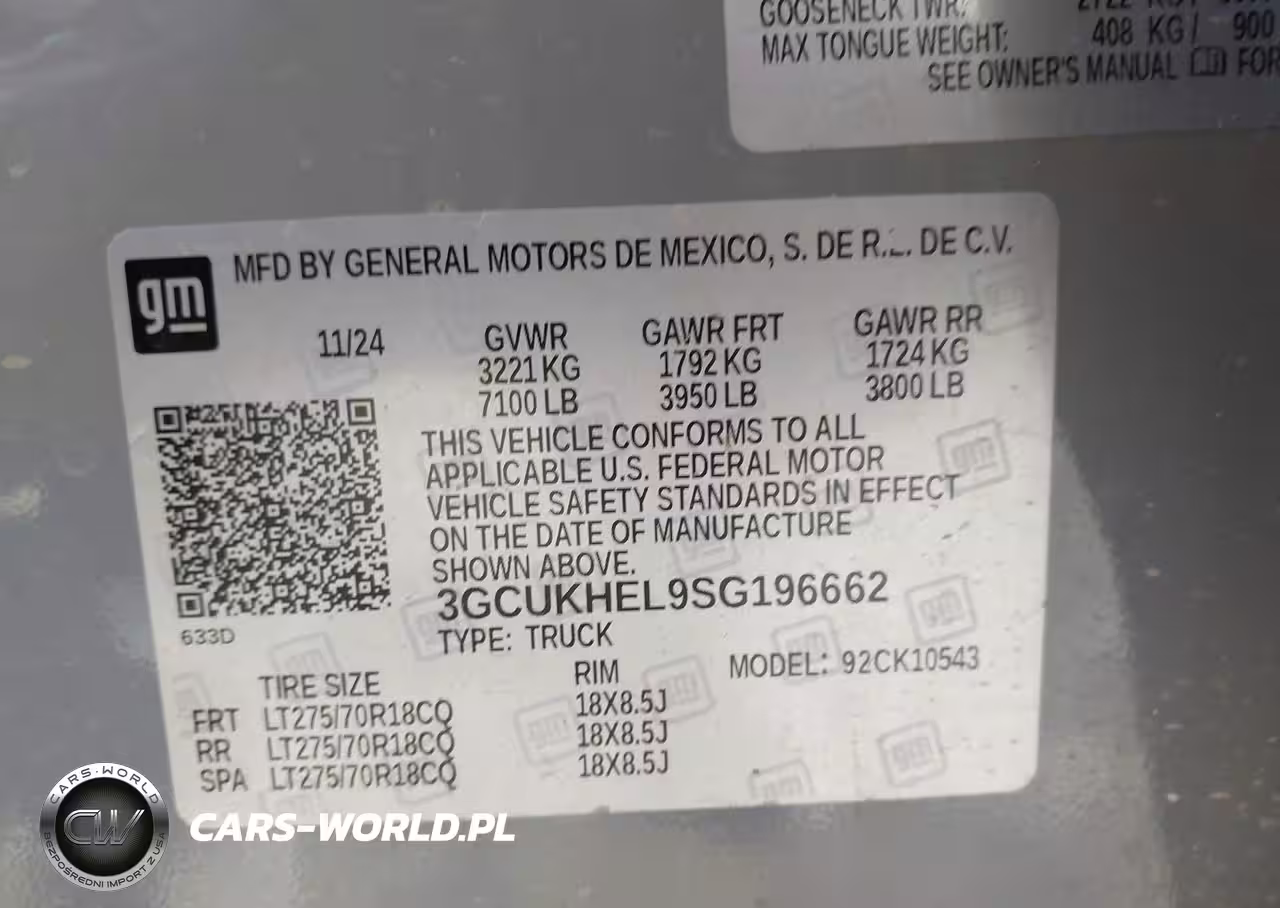 GOOSENECK TWR:
MAX TONGUE WEIGHT: 408 KG/ 900
SEE OWNER'S MANUAL FOR
gm
MFD BY GENERAL MOTORS DE MEXICO, S. DE R.L. DE C.V.
11/24 GVWR GAWR FRT GAWR RR
3221 KG 1792 KG 1724 KG
7100 LB 3950 LB 3800 LB
THIS VEHICLE CONFORMS TO ALL
APPLICABLE U.S. FEDERAL MOTOR
VEHICLE SAFETY STANDARDS IN EFFECT
ON THE DATE OF MANUFACTURE
SHOWN ABOVE.
3GCUKHEL9SG196662
633D
TYPE: TRUCK
MODEL: 92CK10543
TIRE SIZE RIM
FRT LT275/70R18CQ 18X8.5J
RR LT275/70R18CQ 18X8.5J
SPA LT275/70R18CQ 18X8.5J
CARS-WORLD
CW
BEZPOŚREDNI IMPORT Z USA
CARS-WORLD.PL